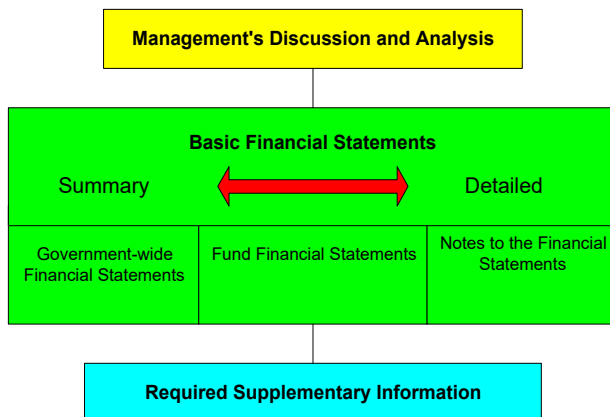 Management's Discussion and Analysis
Basic Financial Statements
Summary
Detailed
Government-wide
Financial Statements
Fund Financial Statements
Notes to the Financial
Statements
Required Supplementary Information